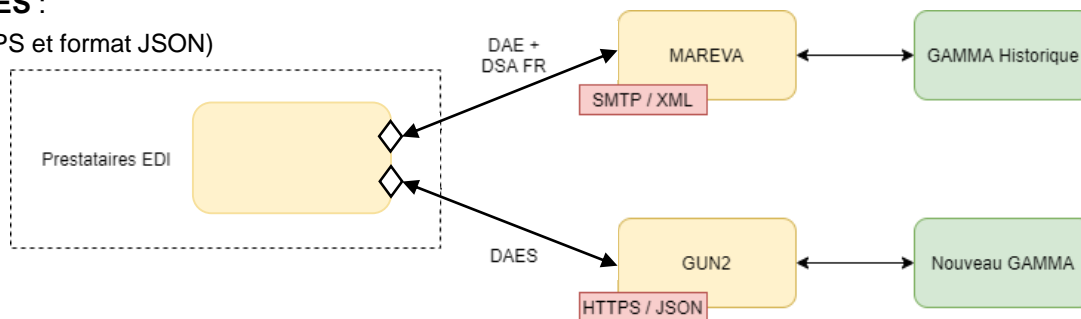 ES :
PS et format JSON)
DAE +
DSA FR
MAREVA
GAMMA Historique
SMTP / XML
Prestataires EDI
DAES
GUN2
Nouveau GAMMA
HTTPS / JSON